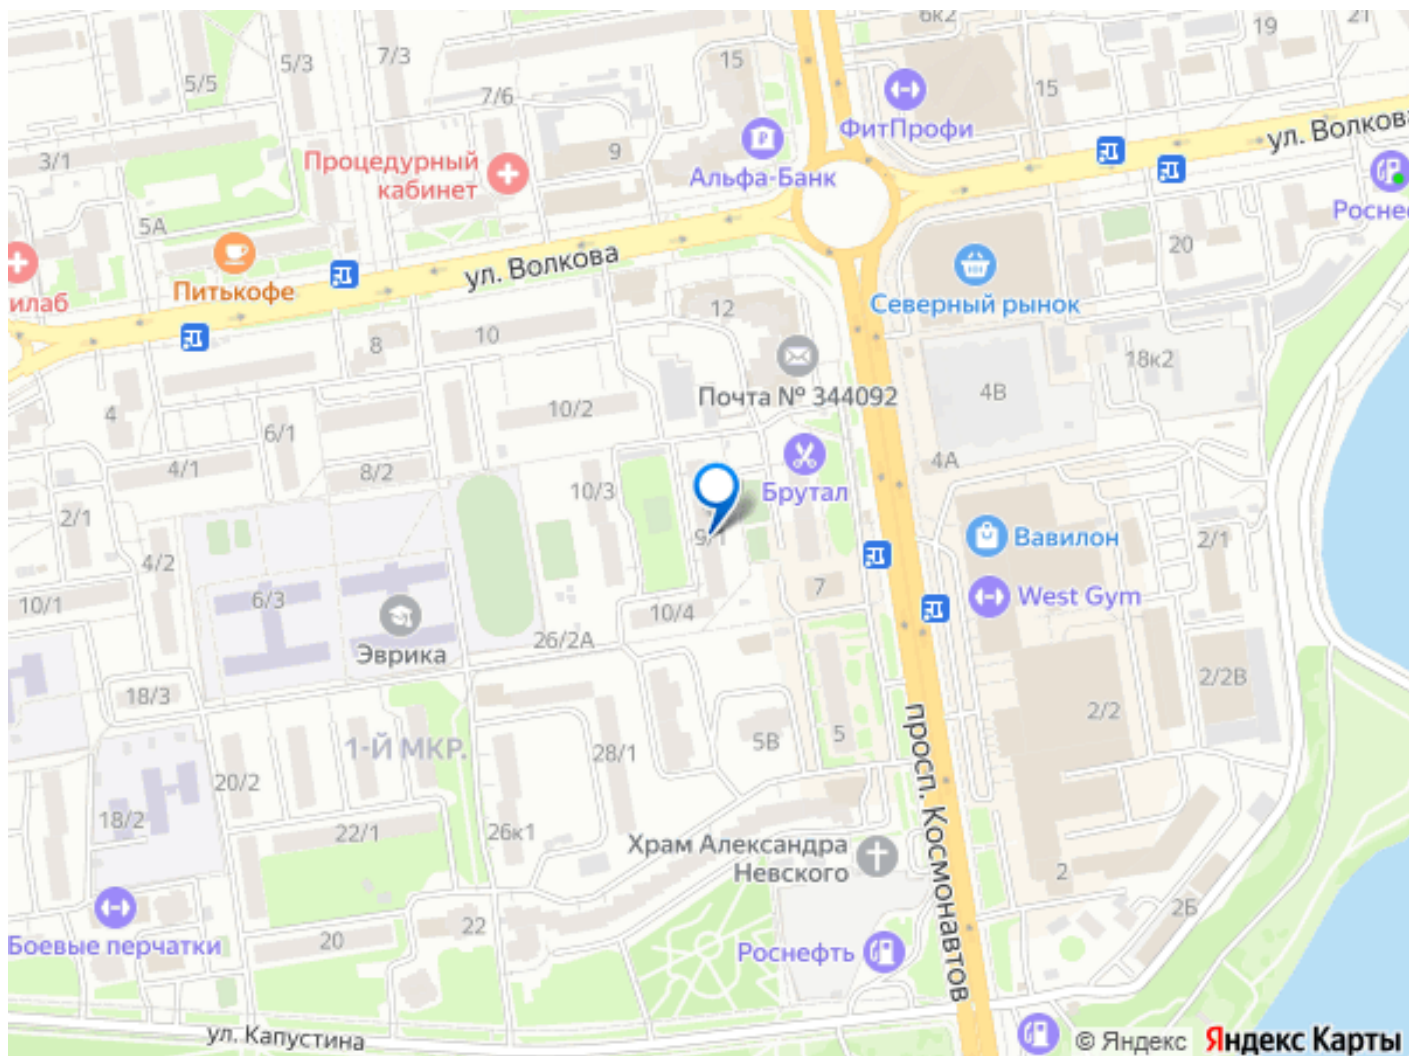 6к2
19
21
7/3
5/3
5/5
15
15
7/6
ФитПрофи
ул. Волкова
3/1
Процедурный
кабинет
9
Альфа-Банк
Роснеф
5А
20
Питькофе
ул. Волкова
Северный рынок
илаб
12
10
8
18к2
Почта № 344092
4В
4
10/2
6/1
4А
4/1
8/2
10/3
Брутал
2/1
9/1
Вавилон
2/1
4/2
7
West Gym
10/1
6/3
10/4
Эврика
26/2А
2/2В
18/3
2/2
1-Й МКР.
28/1
5В
5
просп. Космонавтов
20/2
18/2
22/1
26к1
Храм Александра
Невского
2
22
2Б
Боевые перчатки
20
Роснефть
ул. Капустина
© Яндекс Яндекс Карты